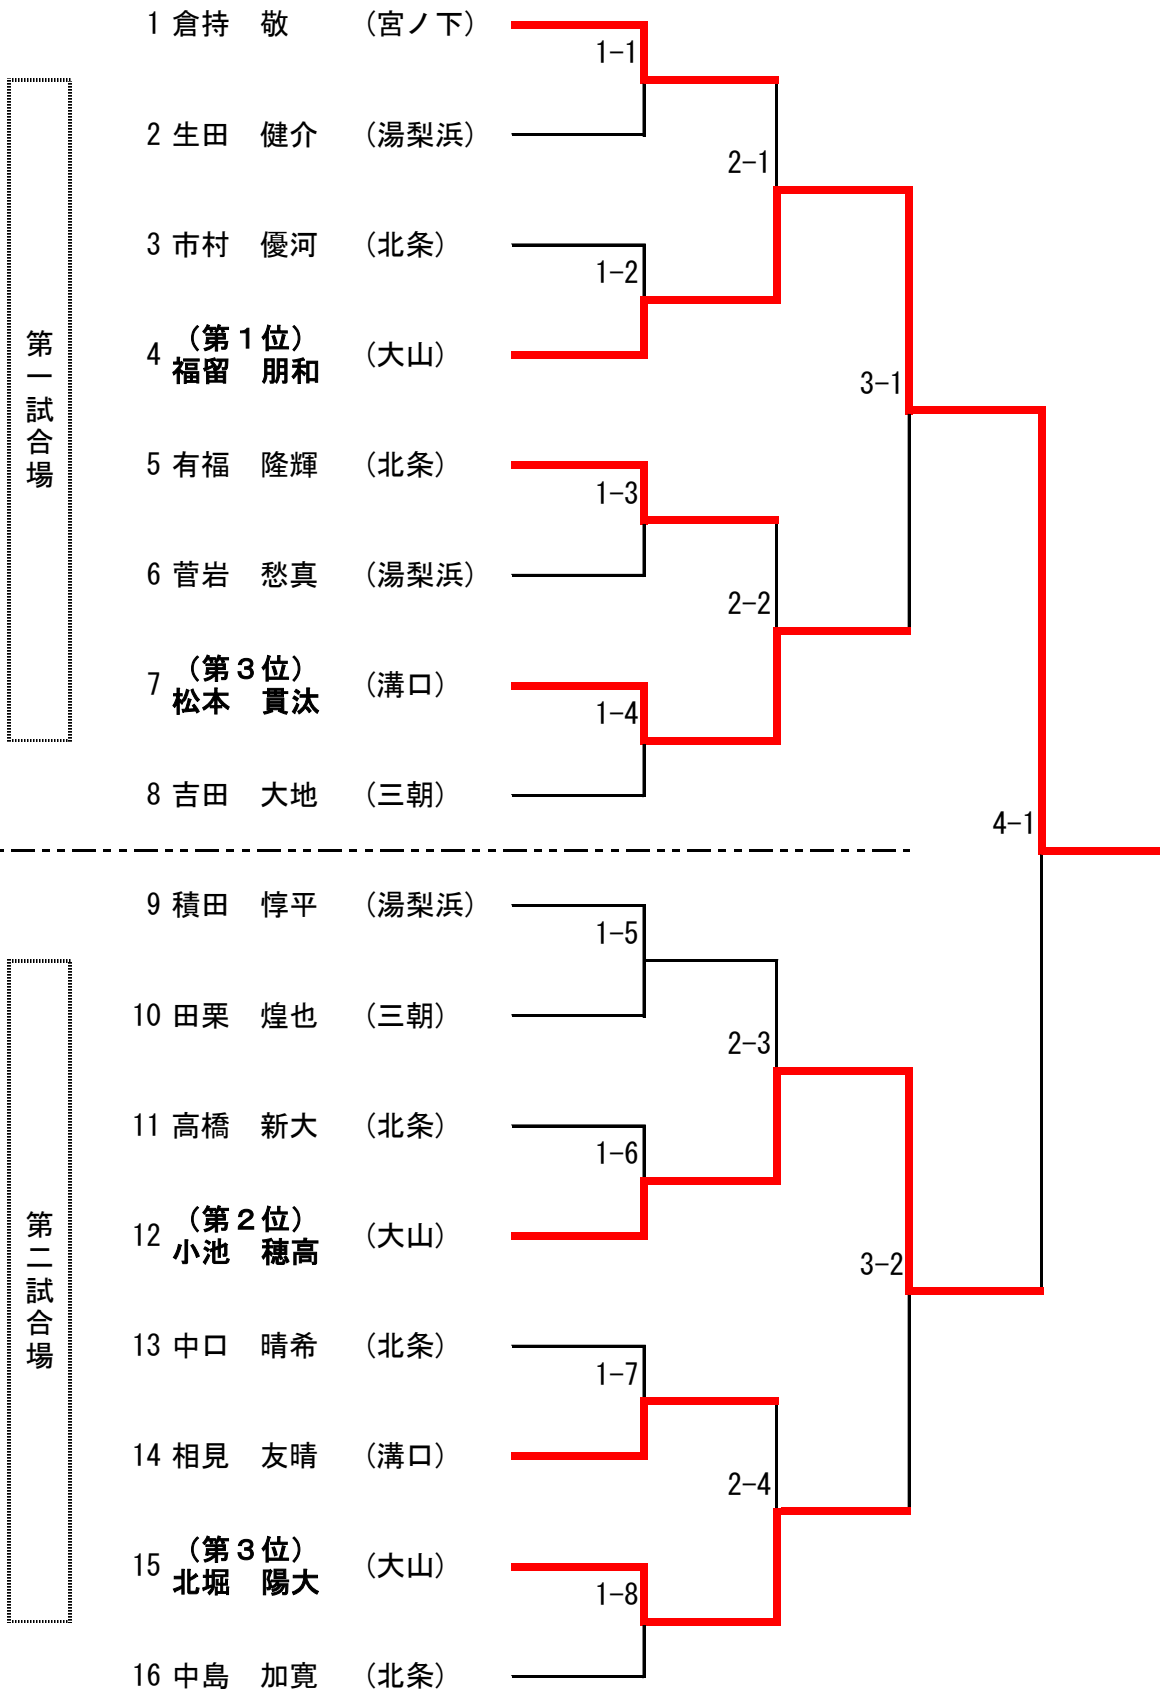 1 倉持　敬　（宮ノ下）
1-1
2 生田　健介　（湯梨浜）
2-1
3 市村　優河　（北条）
1-2
（第１位）
4 福留　朋和　（大山）
3-1
5 有福　隆輝　（北条）
1-3
6 菅岩　愁真　（湯梨浜）
2-2
（第３位）
7 松本　貫汰　（溝口）
1-4
8 吉田　大地　（三朝）
第一試合場
4-1
9 積田　惇平　（湯梨浜）
1-5
10 田栗　煌也　（三朝）
2-3
11 高橋　新大　（北条）
1-6
（第２位）
12 小池　穂高　（大山）
3-2
13 中口　晴希　（北条）
1-7
14 相見　友晴　（溝口）
2-4
（第３位）
15 北堀　陽大　（大山）
1-8
16 中島　加寛　（北条）
第二試合場